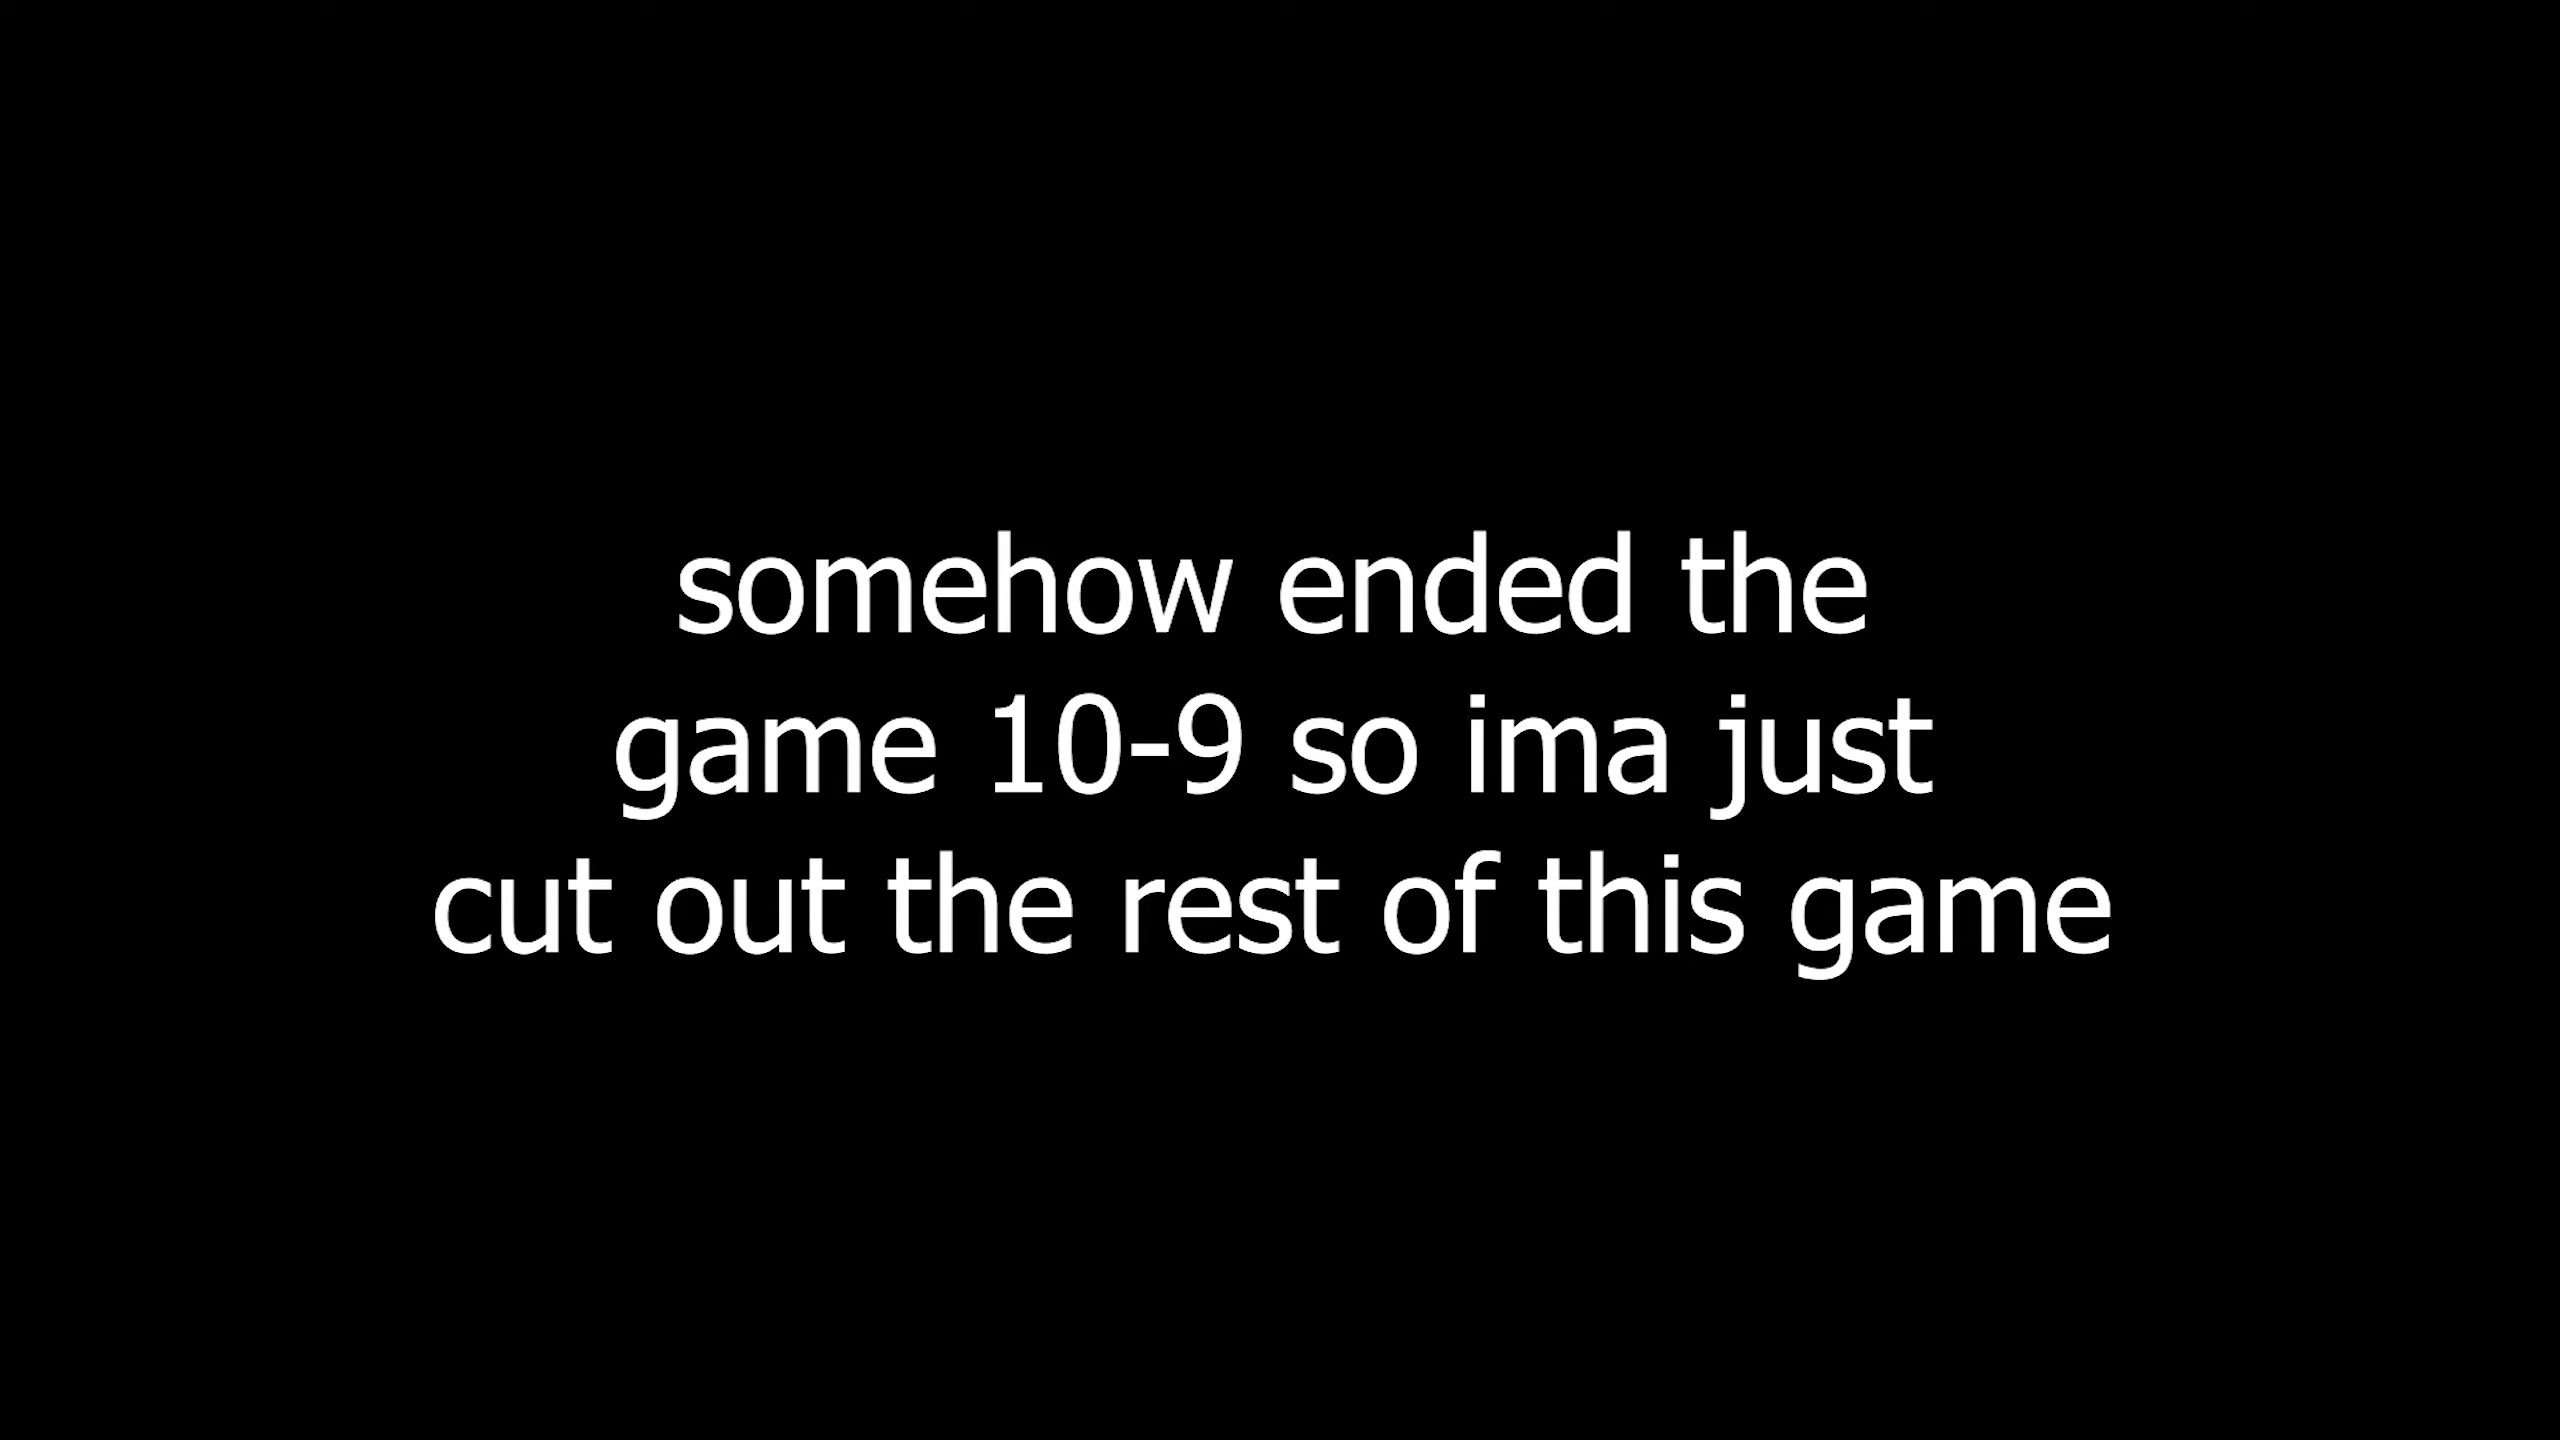 somehow ended the
game 10-9 so ima just
cut out the rest of this game